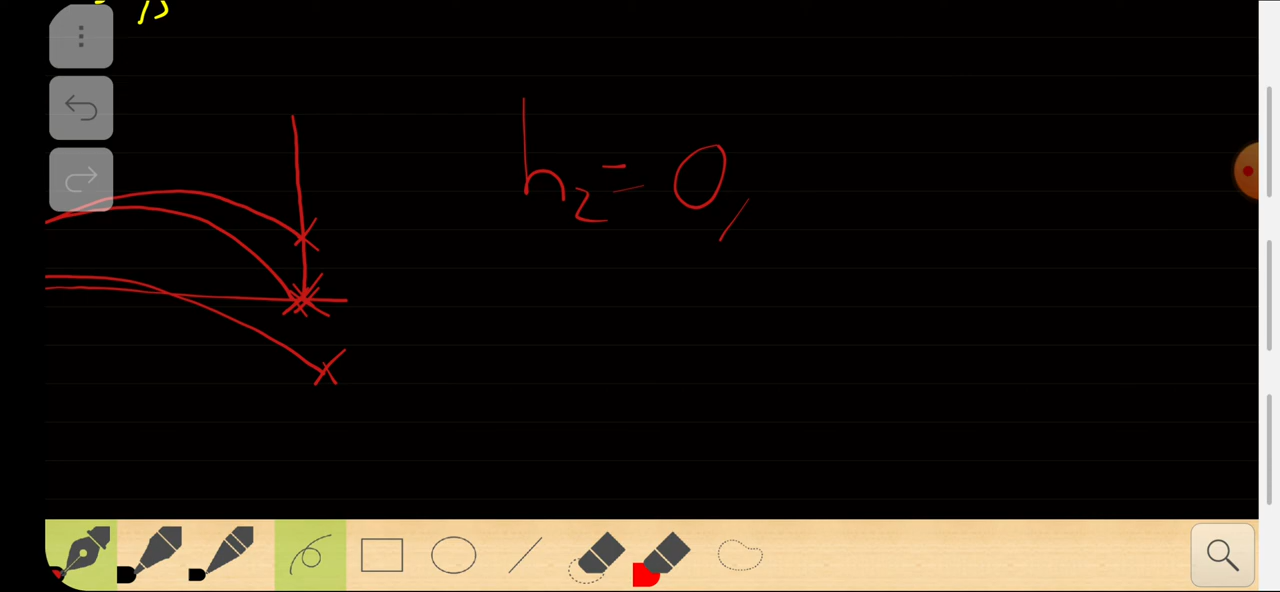 h2 = 0,